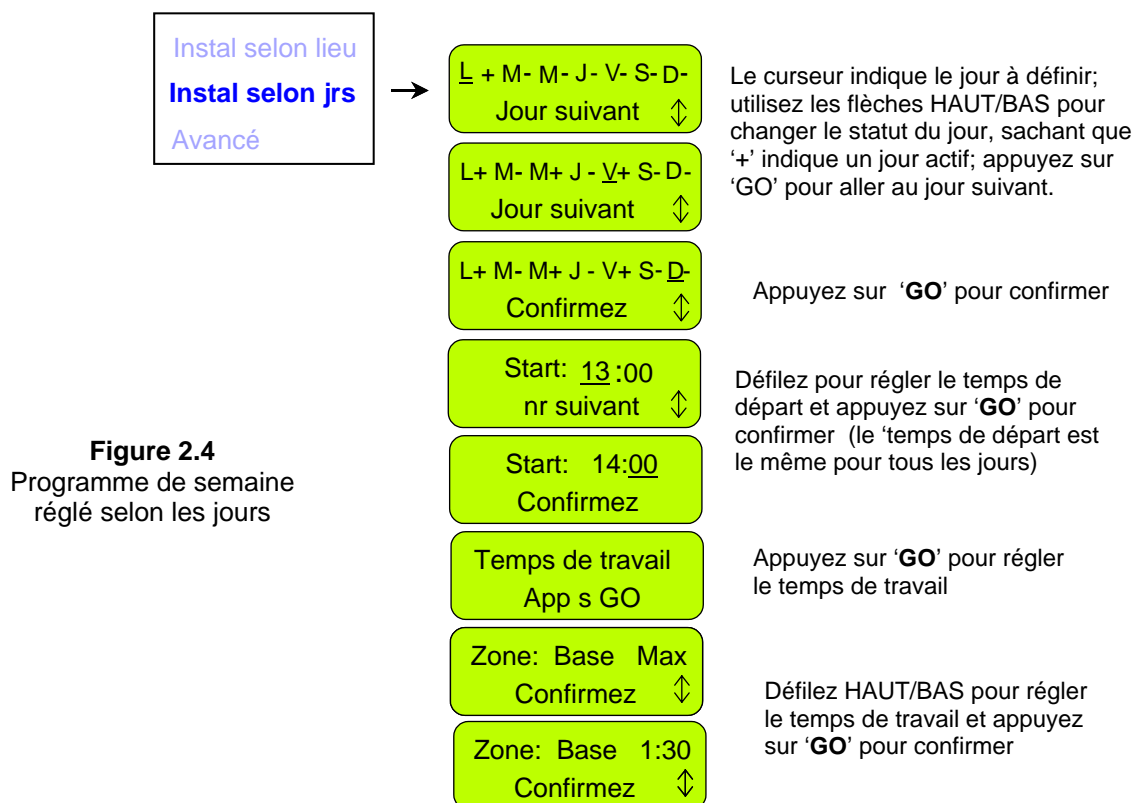 Instal selon lieu
Instal selon jrs
Avancé
L + M- M- J - V- S- D-
Jour suivant
Le curseur indique le jour à définir;
utilisez les flèches HAUT/BAS pour
changer le statut du jour, sachant que
‘+’ indique un jour actif; appuyez sur
‘GO’ pour aller au jour suivant.
L+ M- M+ J - V+ S- D-
Jour suivant
L+ M- M+ J - V+ S- D-
Confirmez
Appuyez sur ‘GO’ pour confirmer
Start: 13:00
nr suivant
Défilez pour régler le temps de
départ et appuyez sur ‘GO’ pour
confirmer (le ‘temps de départ est
le même pour tous les jours)
Start: 14:00
Confirmez
Figure 2.4
Programme de semaine
réglé selon les jours
Temps de travail
App s GO
Appuyez sur ‘GO’ pour régler
le temps de travail
Zone: Base Max
Confirmez
Défilez HAUT/BAS pour régler
le temps de travail et appuyez
sur ‘GO’ pour confirmer
Zone: Base 1:30
Confirmez